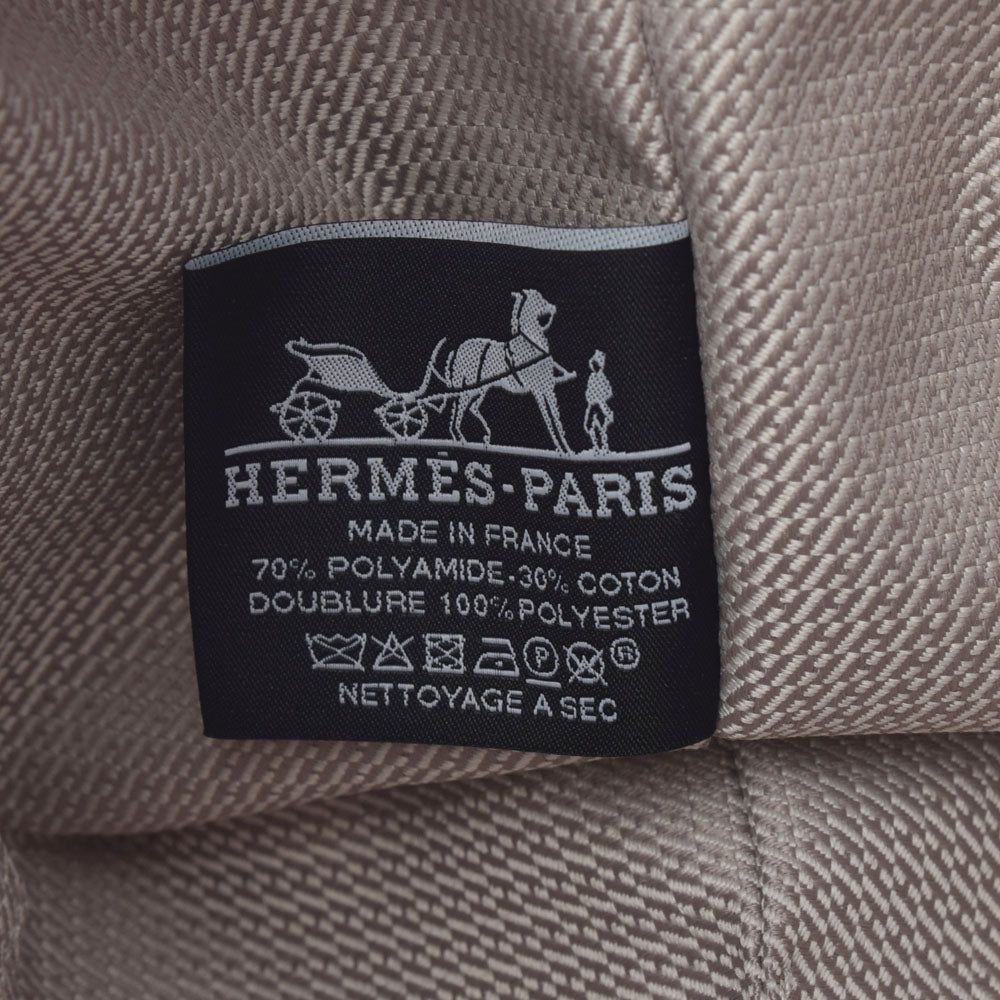 HERMÈS-PARIS
MADE IN FRANCE
70% POLYAMIDE-30% COTON
DOUBLURE 100% POLYESTER
P W ®
NETTOYAGE A SEC